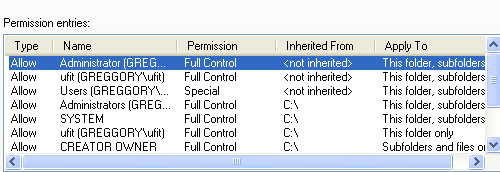 Permission entries:
Type Name Permission Inherited From Apply To
Allow Administrator (GREG... Full Control <not inherited> This folder, subfolders
Allow ufit (GREGGORY\ufit) Full Control <not inherited> This folder, subfolders
Allow Users (GREGGORY\... Special <not inherited> This folder, subfolders
Allow Administrators (GREG... Full Control C:\ This folder, subfolders
Allow SYSTEM Full Control C:\ This folder, subfolders
Allow ufit (GREGGORY\ufit) Full Control C:\ This folder only
Allow CREATOR OWNER Full Control C:\ Subfolders and files on